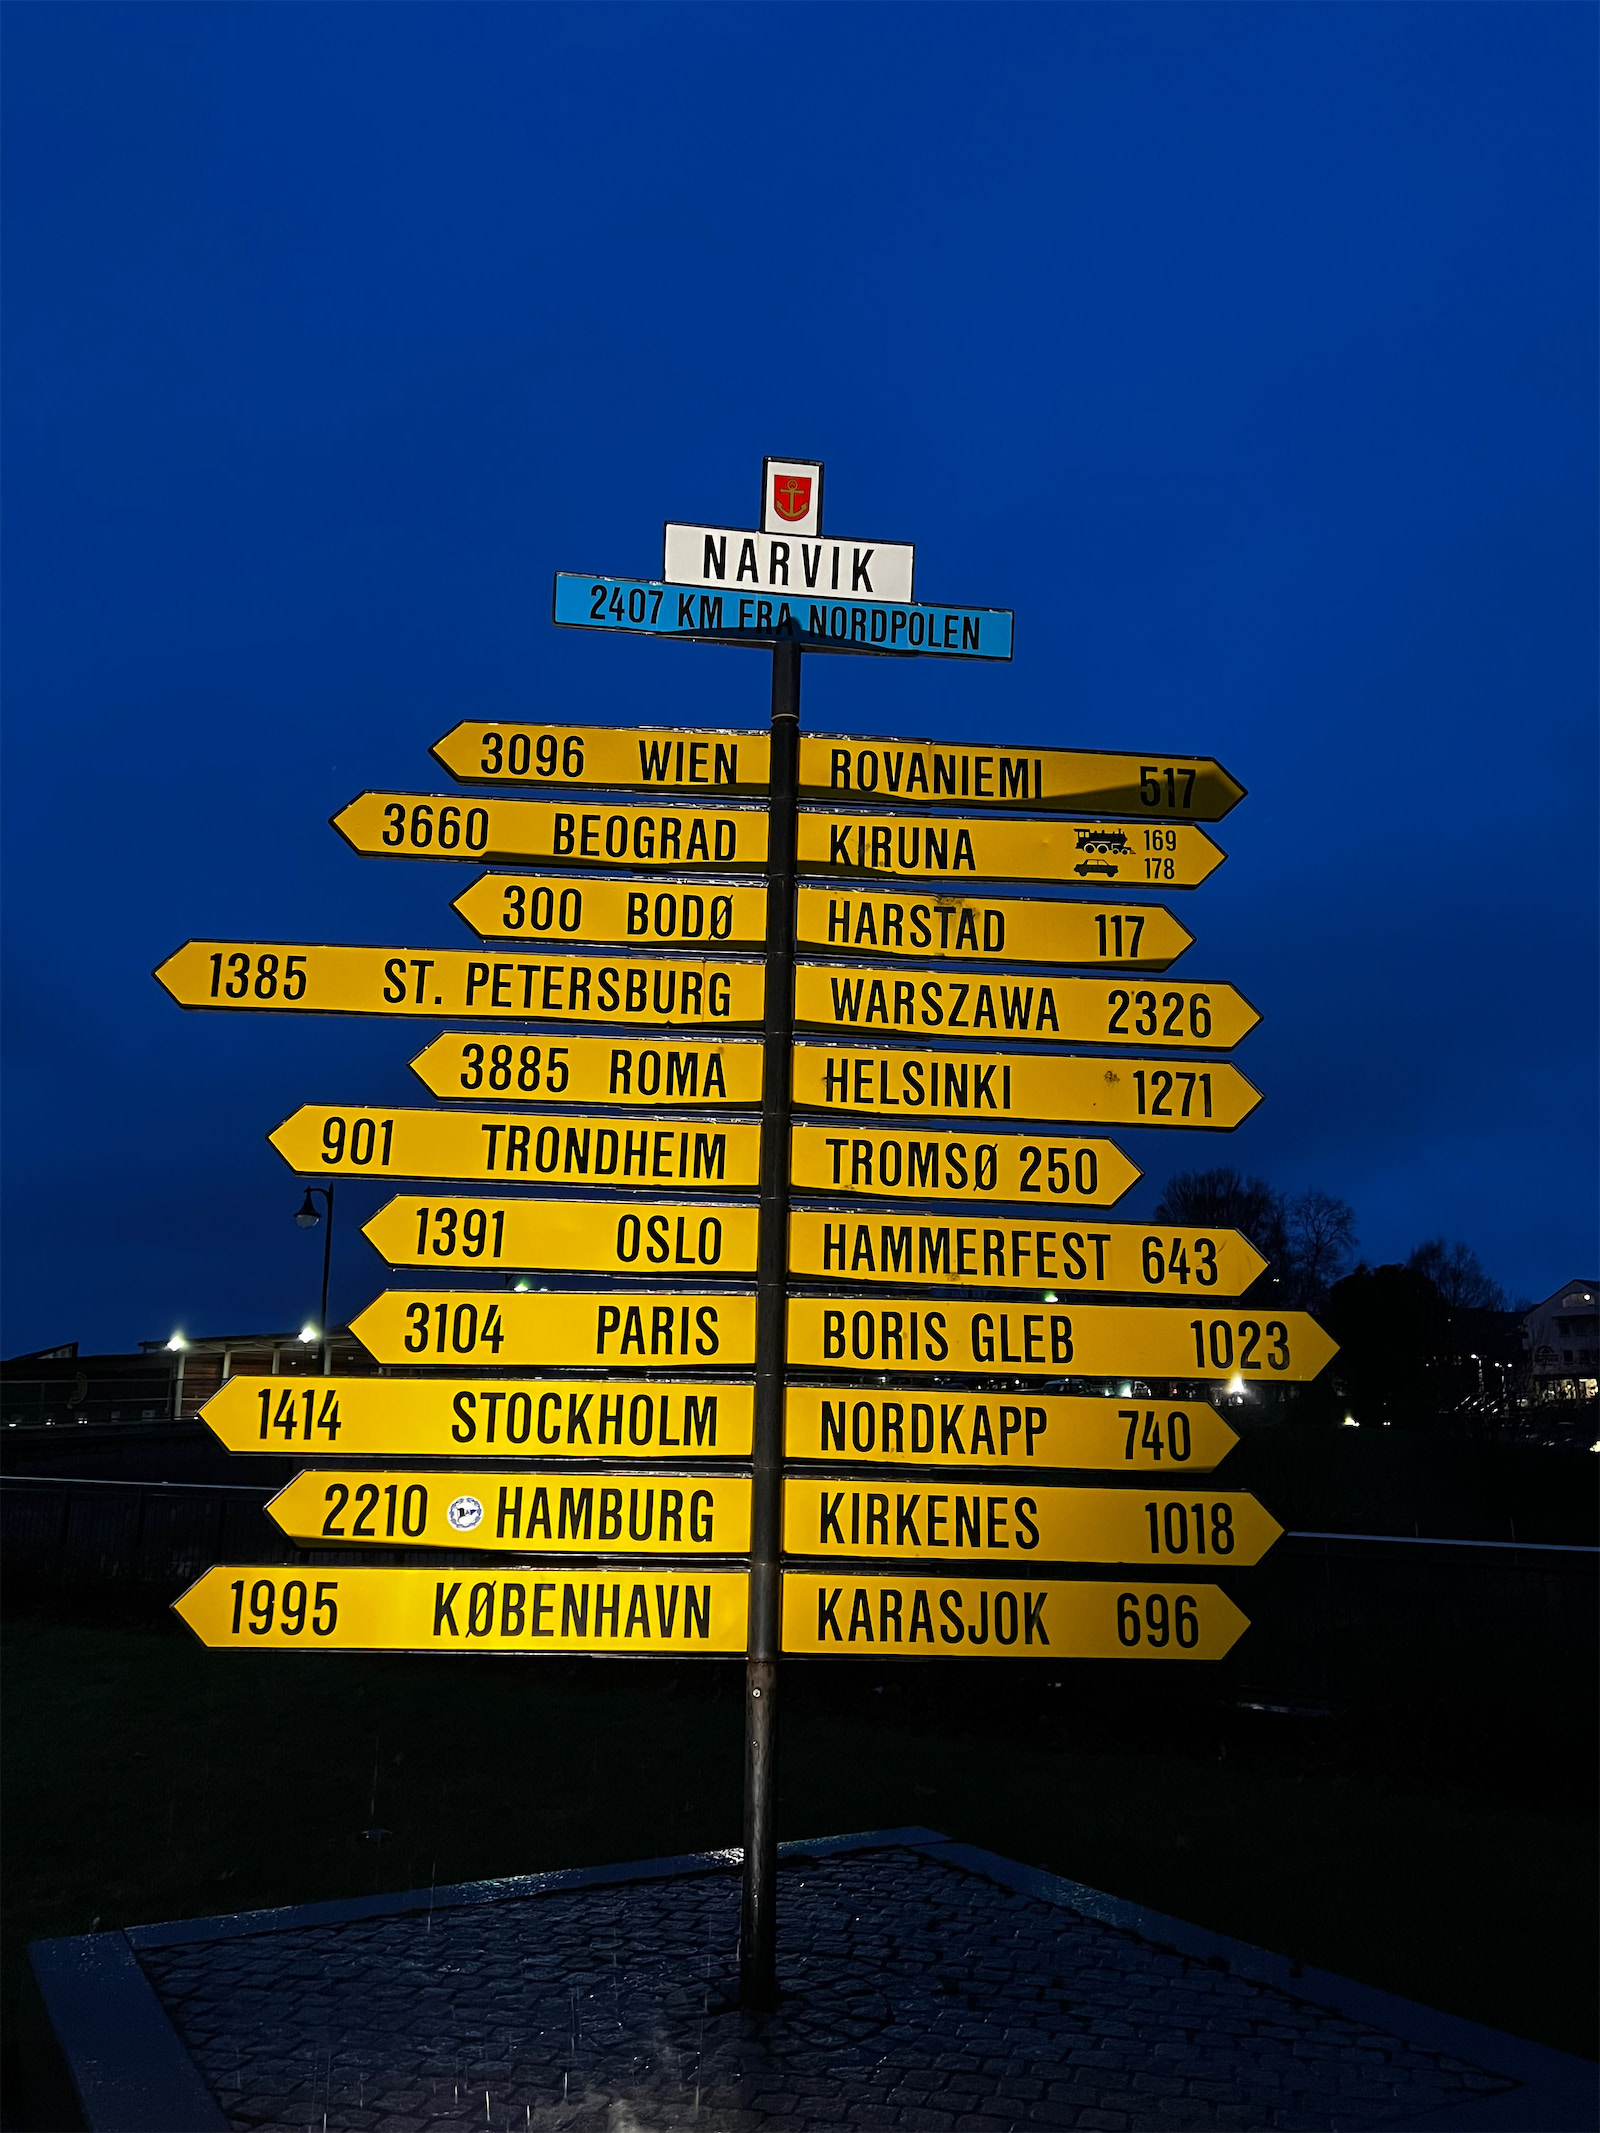 NARVIK
2407 KM FRA NORDPOLEN
3096 WIEN
ROVANIEMI 517
3660 BEOGRAD
KIRUNA 169
178
300 BODØ
HARSTAD 117
1385 ST. PETERSBURG
WARSZAWA 2326
3885 ROMA
HELSINKI 1271
901 TRONDHEIM
TROMSØ 250
1391 OSLO
HAMMERFEST 643
3104 PARIS
BORIS GLEB 1023
1414 STOCKHOLM
NORDKAPP 740
2210 HAMBURG
KIRKENES 1018
1995 KØBENHAVN
KARASJOK 696